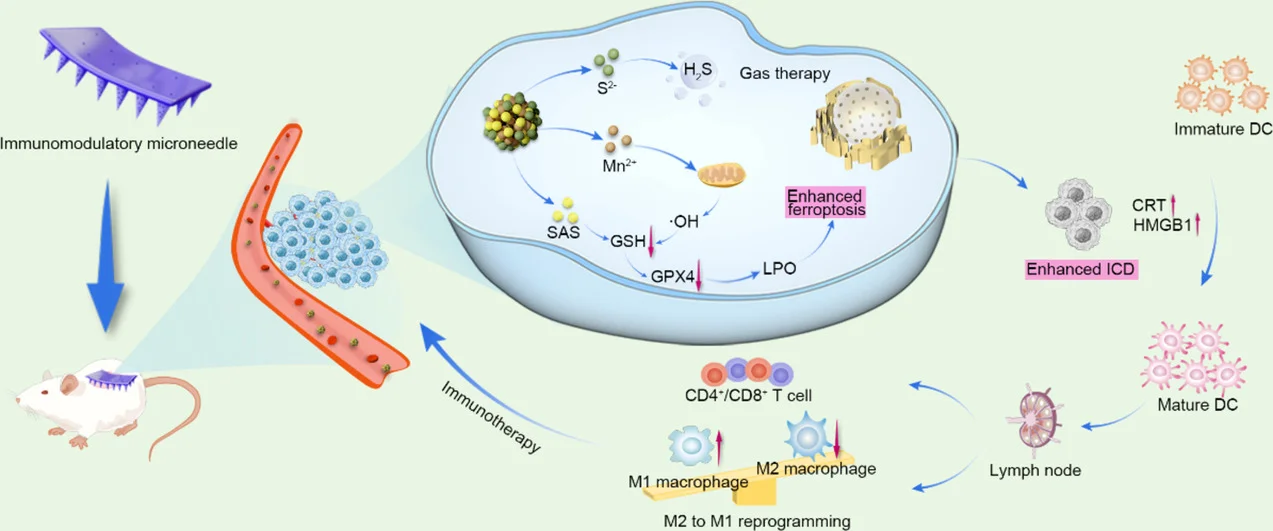 Immunomodulatory microneedle
S²⁻
H₂S
Gas therapy
Mn²⁺
SAS
GSH
·OH
GPX4
LPO
Enhanced
ferroptosis
Immature DC
CRT
HMGB1
Enhanced ICD
Mature DC
Lymph node
CD4⁺/CD8⁺ T cell
M1 macrophage
M2 macrophage
M2 to M1 reprogramming
Immunotherapy